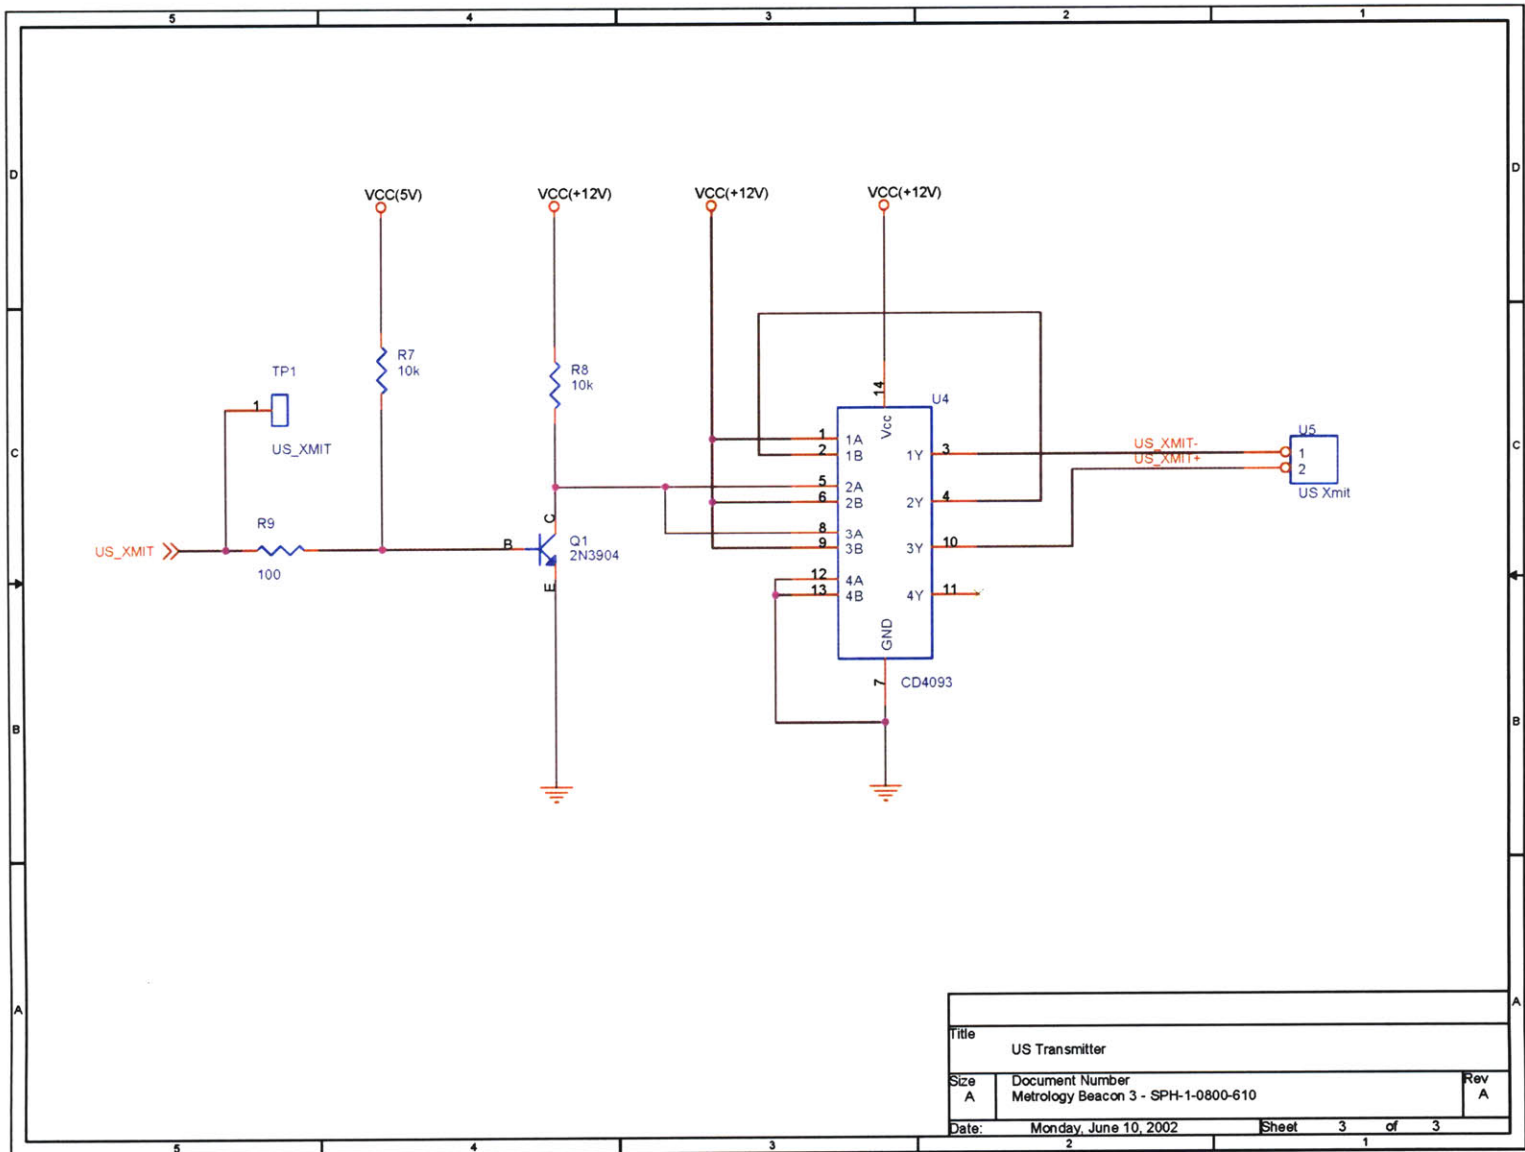 5 4 3 2 1
D D
VCC(5V) VCC(+12V) VCC(+12V) VCC(+12V)
R7
10k
R8
10k
TP1
1
US_XMIT
14
Vcc
U4
1 1A
2 1B
1Y 3
5 2A
6 2B
2Y 4
8 3A
9 3B
3Y 10
12 4A
13 4B
4Y 11
GND
7
CD4093
US_XMIT-
US_XMIT+
U5
1
2
US Xmit
C C
US_XMIT
R9
100
B
C
E
Q1
2N3904
B B
A A
Title
US Transmitter
Size
A
Document Number
Metrology Beacon 3 - SPH-1-0800-610
Rev
A
Date: Monday, June 10, 2002 Sheet 3 of 3
5 4 3 2 1